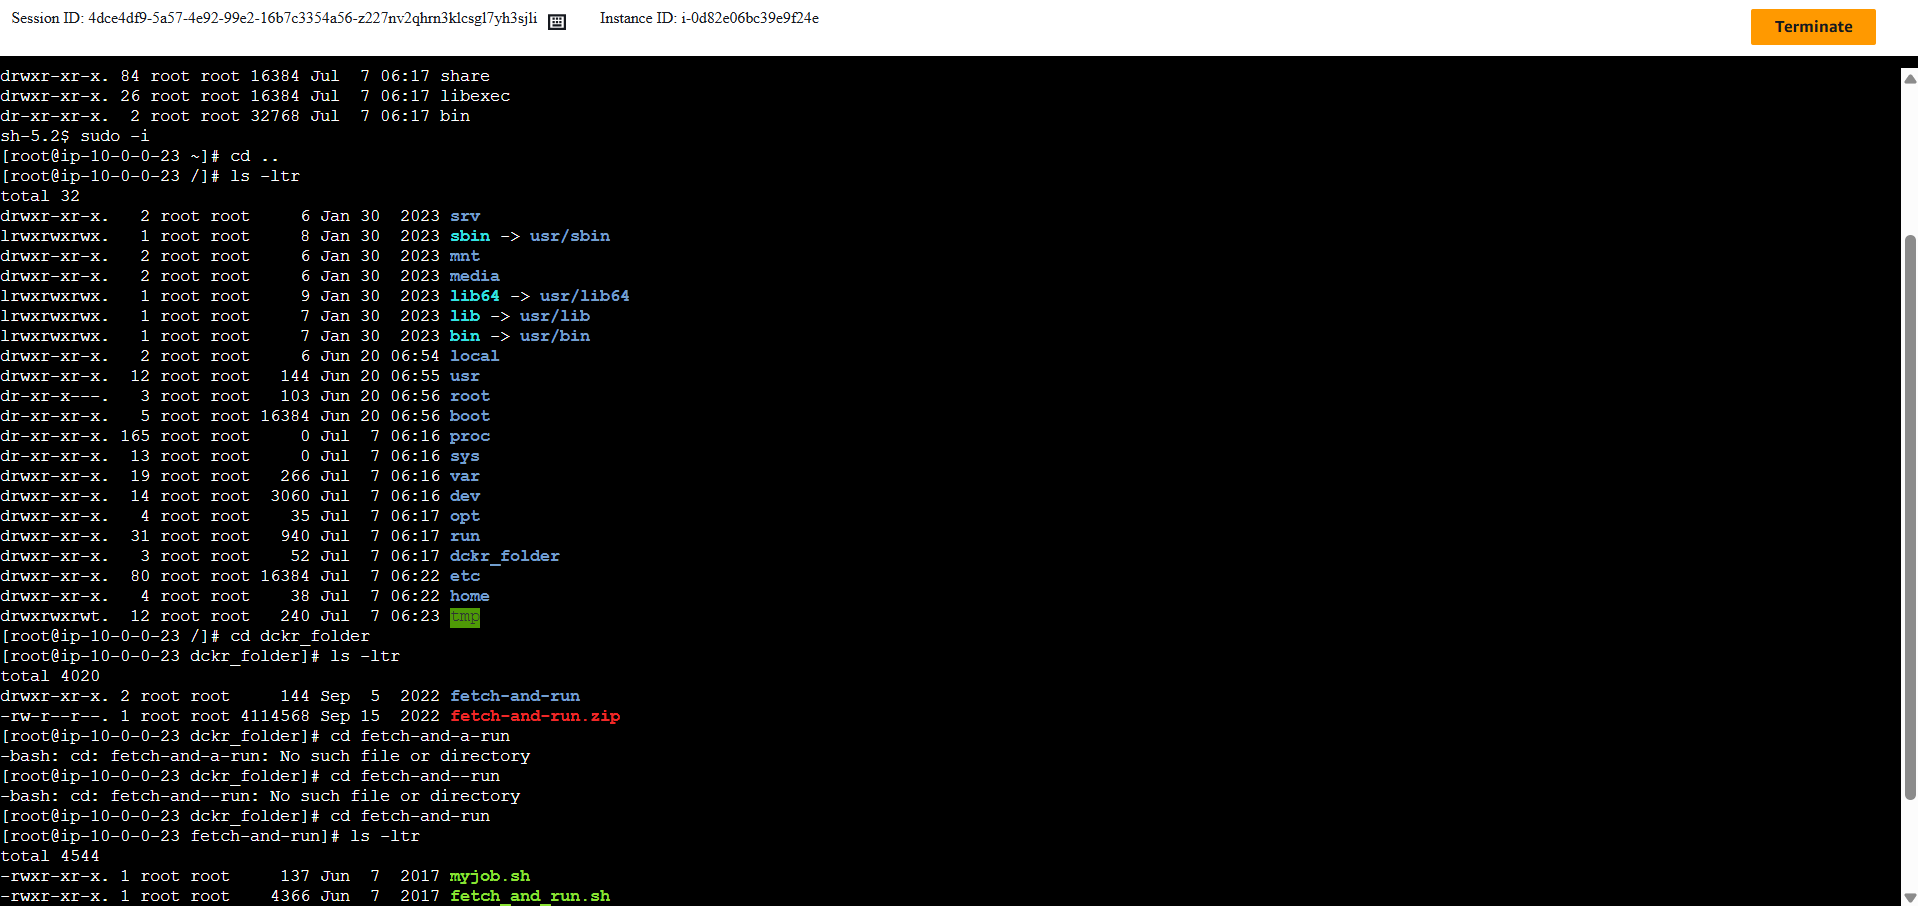 Session ID: 4dce4df9-5a57-4e92-99e2-16b7c3354a56-z227nv2qhrn3klcsgl7yh3sjli Instance ID: i-0d82e06bc39e9f24e Terminate
drwxr-xr-x. 84 root root 16384 Jul  7 06:17 share
drwxr-xr-x. 26 root root 16384 Jul  7 06:17 libexec
dr-xr-xr-x.  2 root root 32768 Jul  7 06:17 bin
sh-5.2$ sudo -i
[root@ip-10-0-0-23 ~]# cd ..
[root@ip-10-0-0-23 /]# ls -ltr
total 32
drwxr-xr-x.   2 root root     6 Jan 30  2023 srv
lrwxrwxrwx.   1 root root     8 Jan 30  2023 sbin -> usr/sbin
drwxr-xr-x.   2 root root     6 Jan 30  2023 mnt
drwxr-xr-x.   2 root root     6 Jan 30  2023 media
lrwxrwxrwx.   1 root root     9 Jan 30  2023 lib64 -> usr/lib64
lrwxrwxrwx.   1 root root     7 Jan 30  2023 lib -> usr/lib
lrwxrwxrwx.   1 root root     7 Jan 30  2023 bin -> usr/bin
drwxr-xr-x.   2 root root     6 Jun 20 06:54 local
drwxr-xr-x.  12 root root   144 Jun 20 06:55 usr
dr-xr-x---.   3 root root   103 Jun 20 06:56 root
dr-xr-xr-x.   5 root root 16384 Jun 20 06:56 boot
dr-xr-xr-x. 165 root root     0 Jul  7 06:16 proc
dr-xr-xr-x.  13 root root     0 Jul  7 06:16 sys
drwxr-xr-x.  19 root root   266 Jul  7 06:16 var
drwxr-xr-x.  14 root root  3060 Jul  7 06:16 dev
drwxr-xr-x.   4 root root    35 Jul  7 06:17 opt
drwxr-xr-x.  31 root root   940 Jul  7 06:17 run
drwxr-xr-x.   3 root root    52 Jul  7 06:17 dckr_folder
drwxr-xr-x.  80 root root 16384 Jul  7 06:22 etc
drwxr-xr-x.   4 root root    38 Jul  7 06:22 home
drwxrwxrwt.  12 root root   240 Jul  7 06:23 tmp
[root@ip-10-0-0-23 /]# cd dckr_folder
[root@ip-10-0-0-23 dckr_folder]# ls -ltr
total 4020
drwxr-xr-x. 2 root root     144 Sep  5  2022 fetch-and-run
-rw-r--r--. 1 root root 4114568 Sep 15  2022 fetch-and-run.zip
[root@ip-10-0-0-23 dckr_folder]# cd fetch-and-a-run
-bash: cd: fetch-and-a-run: No such file or directory
[root@ip-10-0-0-23 dckr_folder]# cd fetch-and--run
-bash: cd: fetch-and--run: No such file or directory
[root@ip-10-0-0-23 dckr_folder]# cd fetch-and-run
[root@ip-10-0-0-23 fetch-and-run]# ls -ltr
total 4544
-rwxr-xr-x. 1 root root     137 Jun  7  2017 myjob.sh
-rwxr-xr-x. 1 root root    4366 Jun  7  2017 fetch_and_run.sh